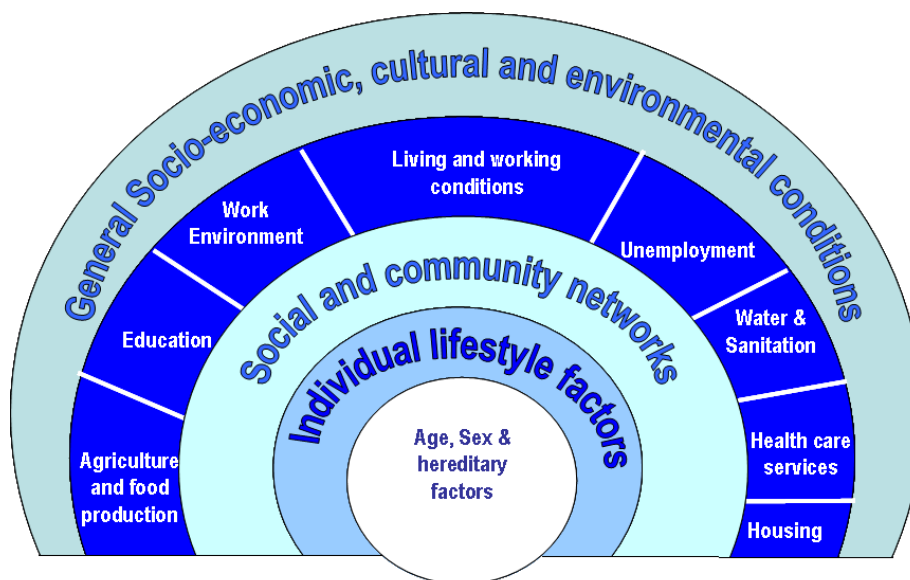 General Socio-economic, cultural and environmental conditions
Living and working
conditions
Work
Environment
Unemployment
Education
Water &
Sanitation
Agriculture
and food
production
Health care
services
Housing
Social and community networks
Individual lifestyle factors
Age, Sex &
hereditary
factors